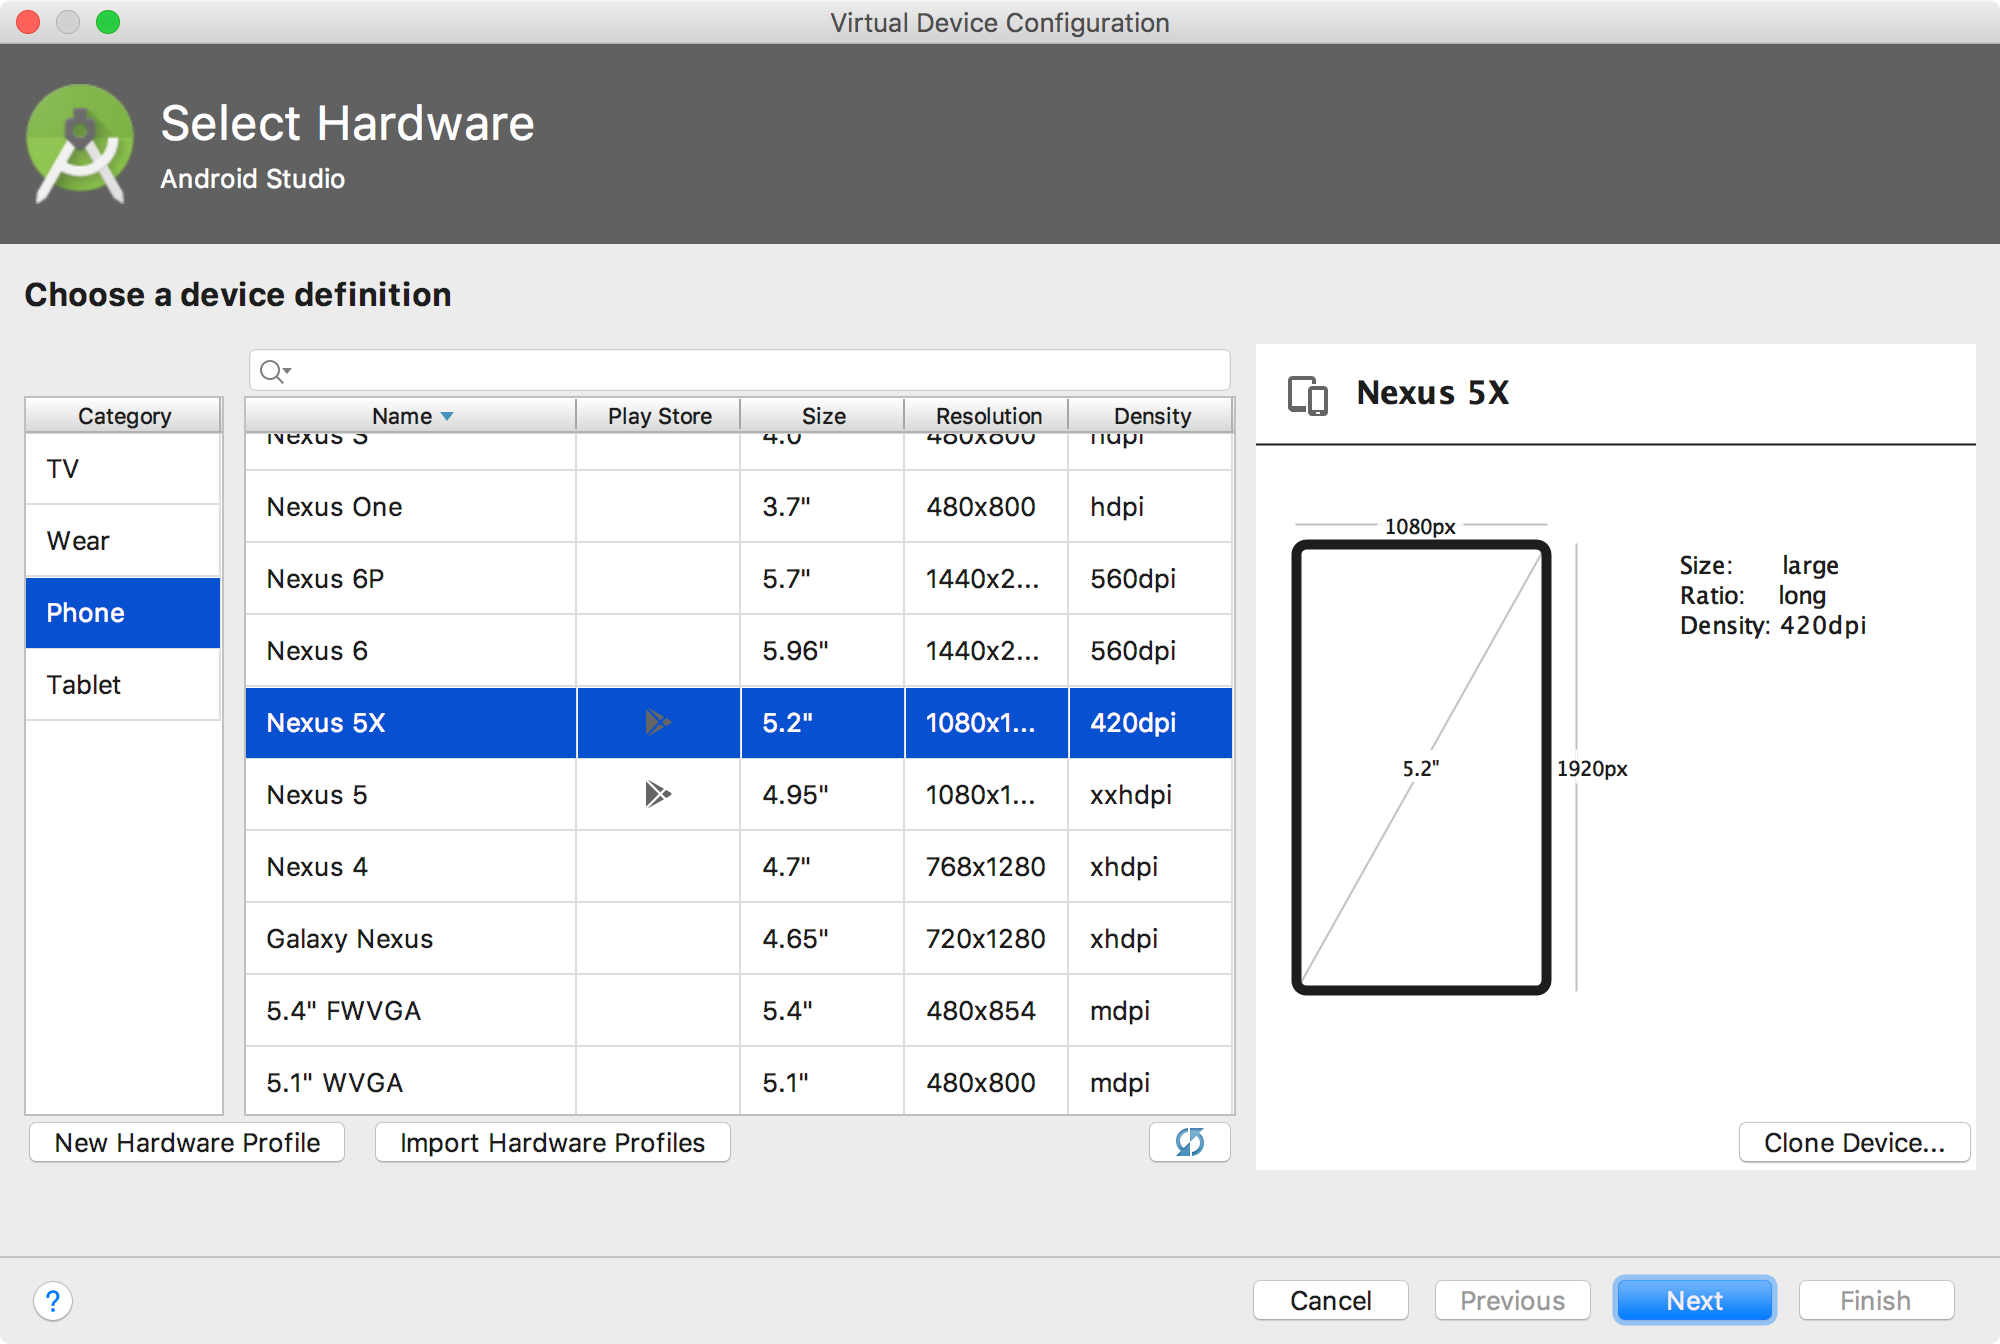 Virtual Device Configuration
Select Hardware
Android Studio
Choose a device definition
Category
TV
Wear
Phone
Tablet
Name Play Store Size Resolution Density
Nexus S 4.0" 480x800 hdpi
Nexus One 3.7" 480x800 hdpi
Nexus 6P 5.7" 1440x2... 560dpi
Nexus 6 5.96" 1440x2... 560dpi
Nexus 5X 5.2" 1080x1... 420dpi
Nexus 5 4.95" 1080x1... xxhdpi
Nexus 4 4.7" 768x1280 xhdpi
Galaxy Nexus 4.65" 720x1280 xhdpi
5.4" FWVGA 5.4" 480x854 mdpi
5.1" WVGA 5.1" 480x800 mdpi
Nexus 5X
1080px
5.2"
1920px
Size: large
Ratio: long
Density: 420dpi
New Hardware Profile
Import Hardware Profiles
Clone Device...
?
Cancel
Previous
Next
Finish